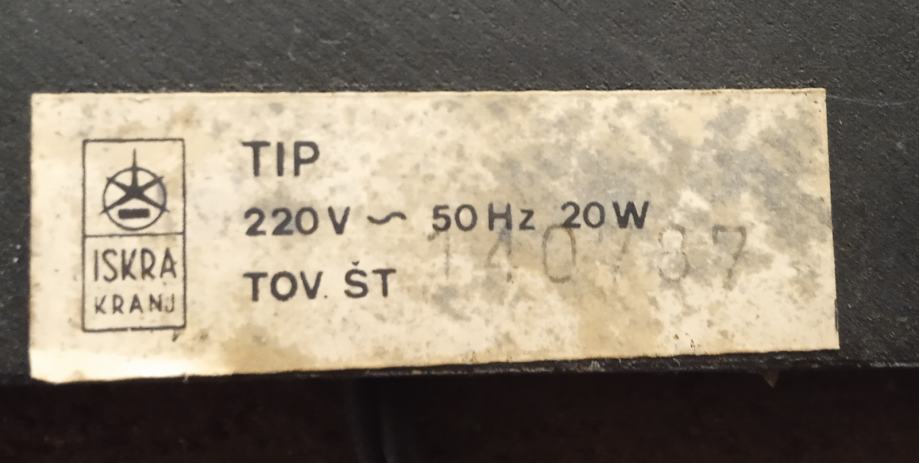 ISKRA
KRANJ
TIP
220V ~ 50Hz 20W
TOV. ŠT 140787